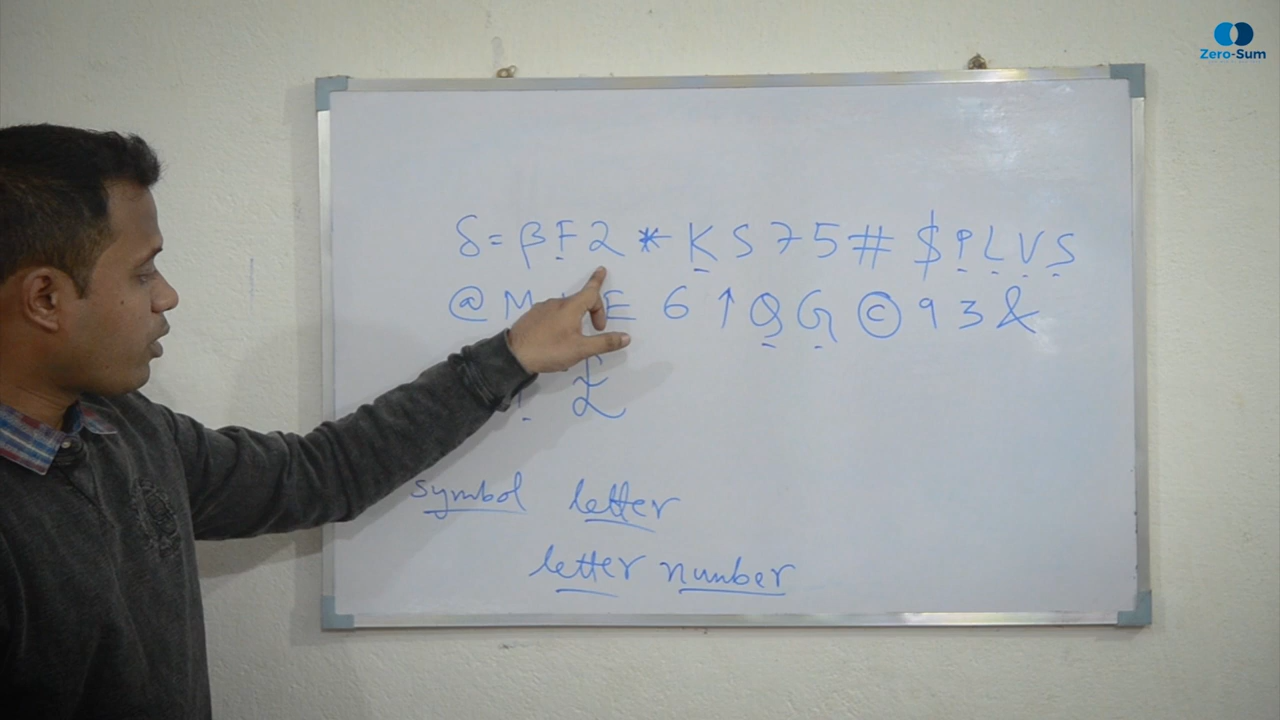 Zero-Sum
δ = β F 2 * K S 7 5 # $ P L V S
@ M E 6 ↑ Q G © 9 3 &
£
symbol letter
letter number